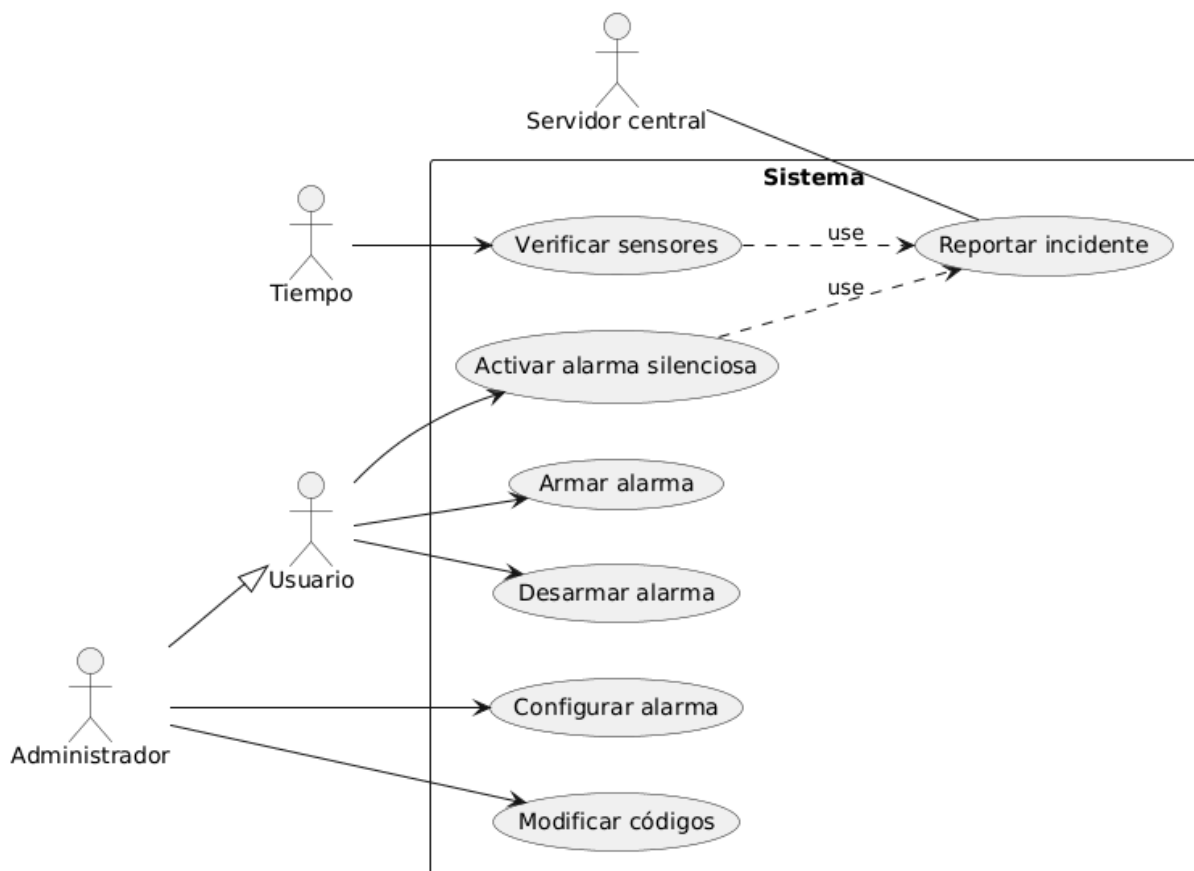 Servidor central
Sistema
Verificar sensores
use
Reportar incidente
Tiempo
use
Activar alarma silenciosa
Armar alarma
Usuario
Desarmar alarma
Configurar alarma
Administrador
Modificar códigos